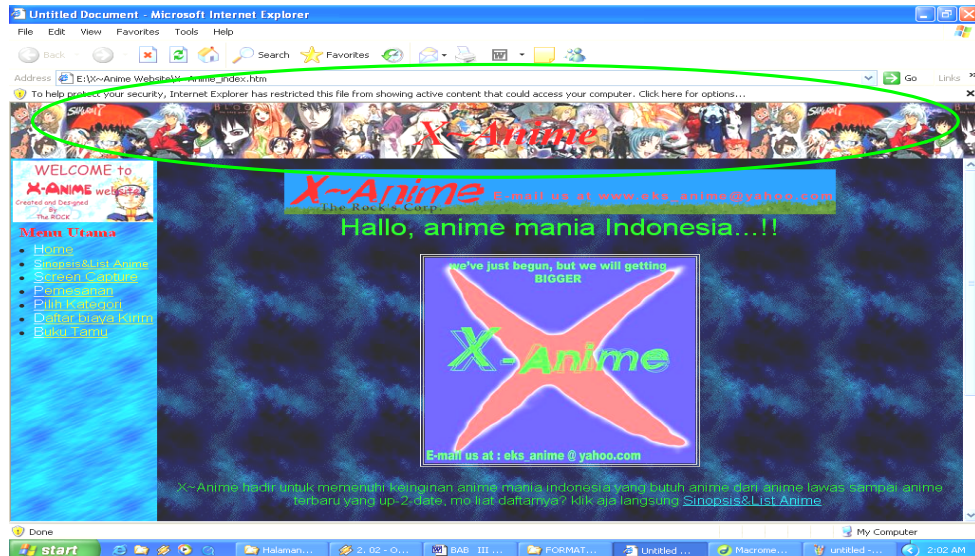 Untitled Document - Microsoft Internet Explorer
File Edit View Favorites Tools Help
Back Search Favorites
Address E:\X~Anime Website\X~Anime_index.htm Go Links
To help protect your security, Internet Explorer has restricted this file from showing active content that could access your computer. Click here for options...
X~Anime
WELCOME to
X-ANIME website
Created and Designed
By
The ROCK
Menu Utama
Home
Sinopsis&List Anime
Screen Capture
Pemesanan
Pilih Kategori
Daftar biaya Kirim
Buku Tamu
X~Anime
The Rock's Corp.
E-mail us at www.eks_anime@yahoo.com
Hallo, anime mania Indonesia...!!
we've just begun, but we will getting
BIGGER
X-Anime
E-mail us at : eks_anime @ yahoo.com
X~Anime hadir untuk memenuhi keinginan anime mania indonesia yang butuh anime dari anime lawas sampai anime
terbaru yang up-2-date, mo liat daftarnya? klik aja langsung Sinopsis&List Anime.
Done My Computer
start Halaman... 2. 02 - O... BAB III ... FORMAT... Untitled ... Macrome... untitled -... 2:02 AM